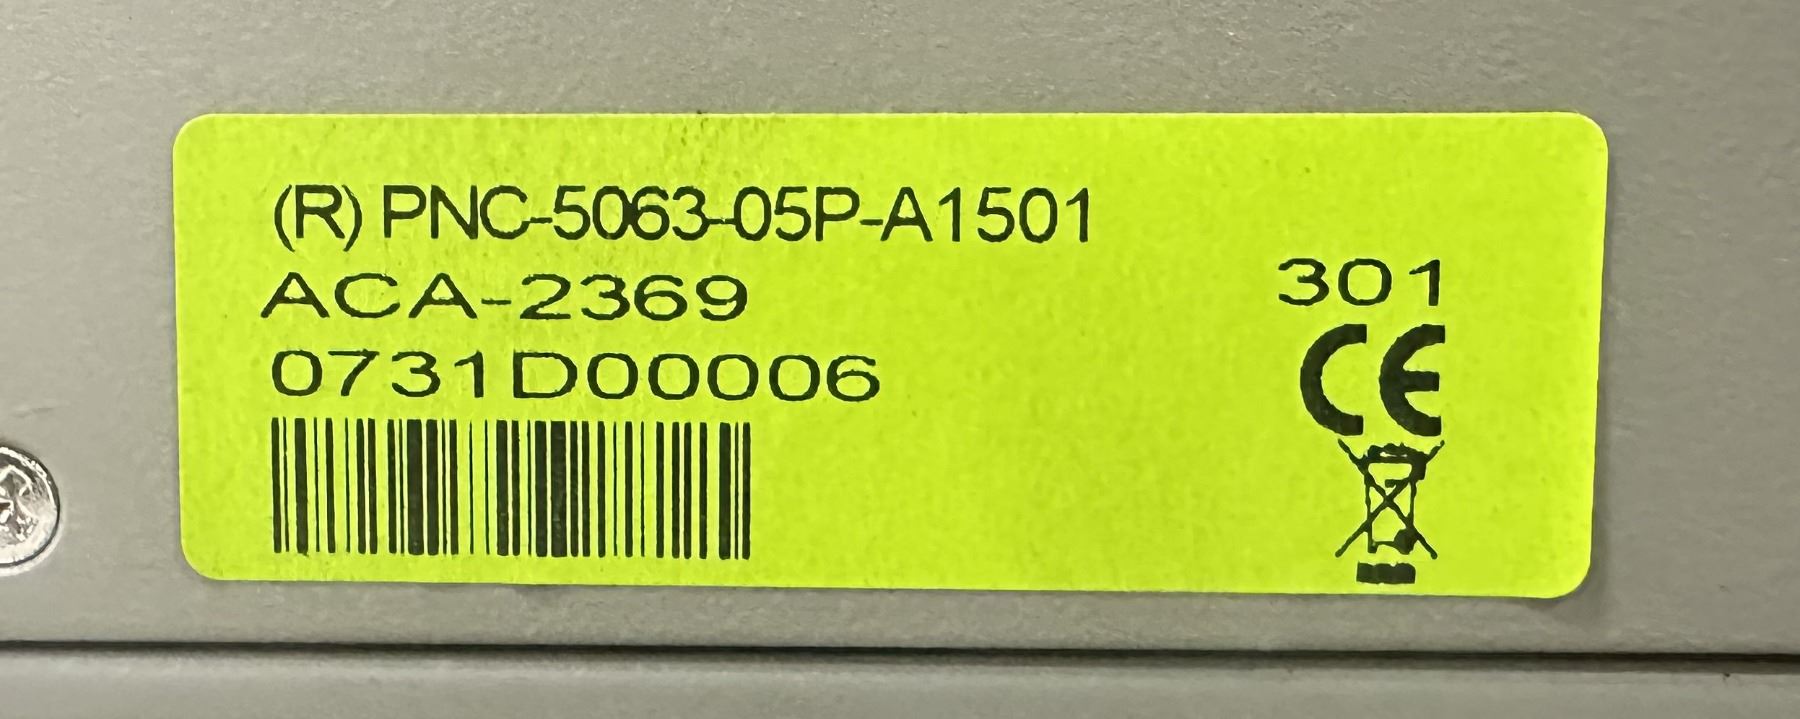 (R) PNC-5063-05P-A1501
ACA-2369
0731D00006
301
CE